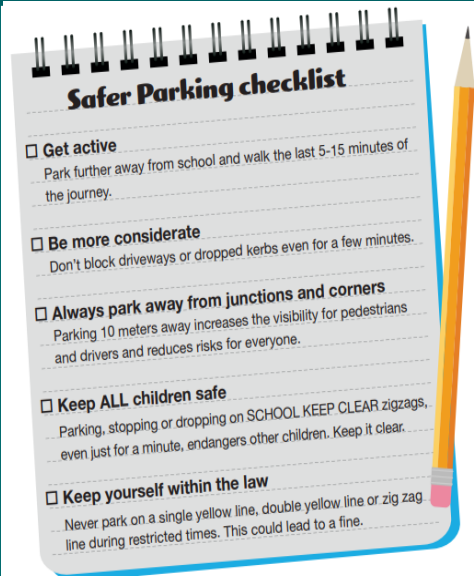 Safer Parking checklist
Get active
Park further away from school and walk the last 5-15 minutes of
the journey.
Be more considerate
Don't block driveways or dropped kerbs even for a few minutes.
Always park away from junctions and corners
Parking 10 meters away increases the visibility for pedestrians
and drivers and reduces risks for everyone.
Keep ALL children safe
Parking, stopping or dropping on SCHOOL KEEP CLEAR zigzags,
even just for a minute, endangers other children. Keep it clear.
Keep yourself within the law
Never park on a single yellow line, double yellow line or zig zag
line during restricted times. This could lead to a fine.